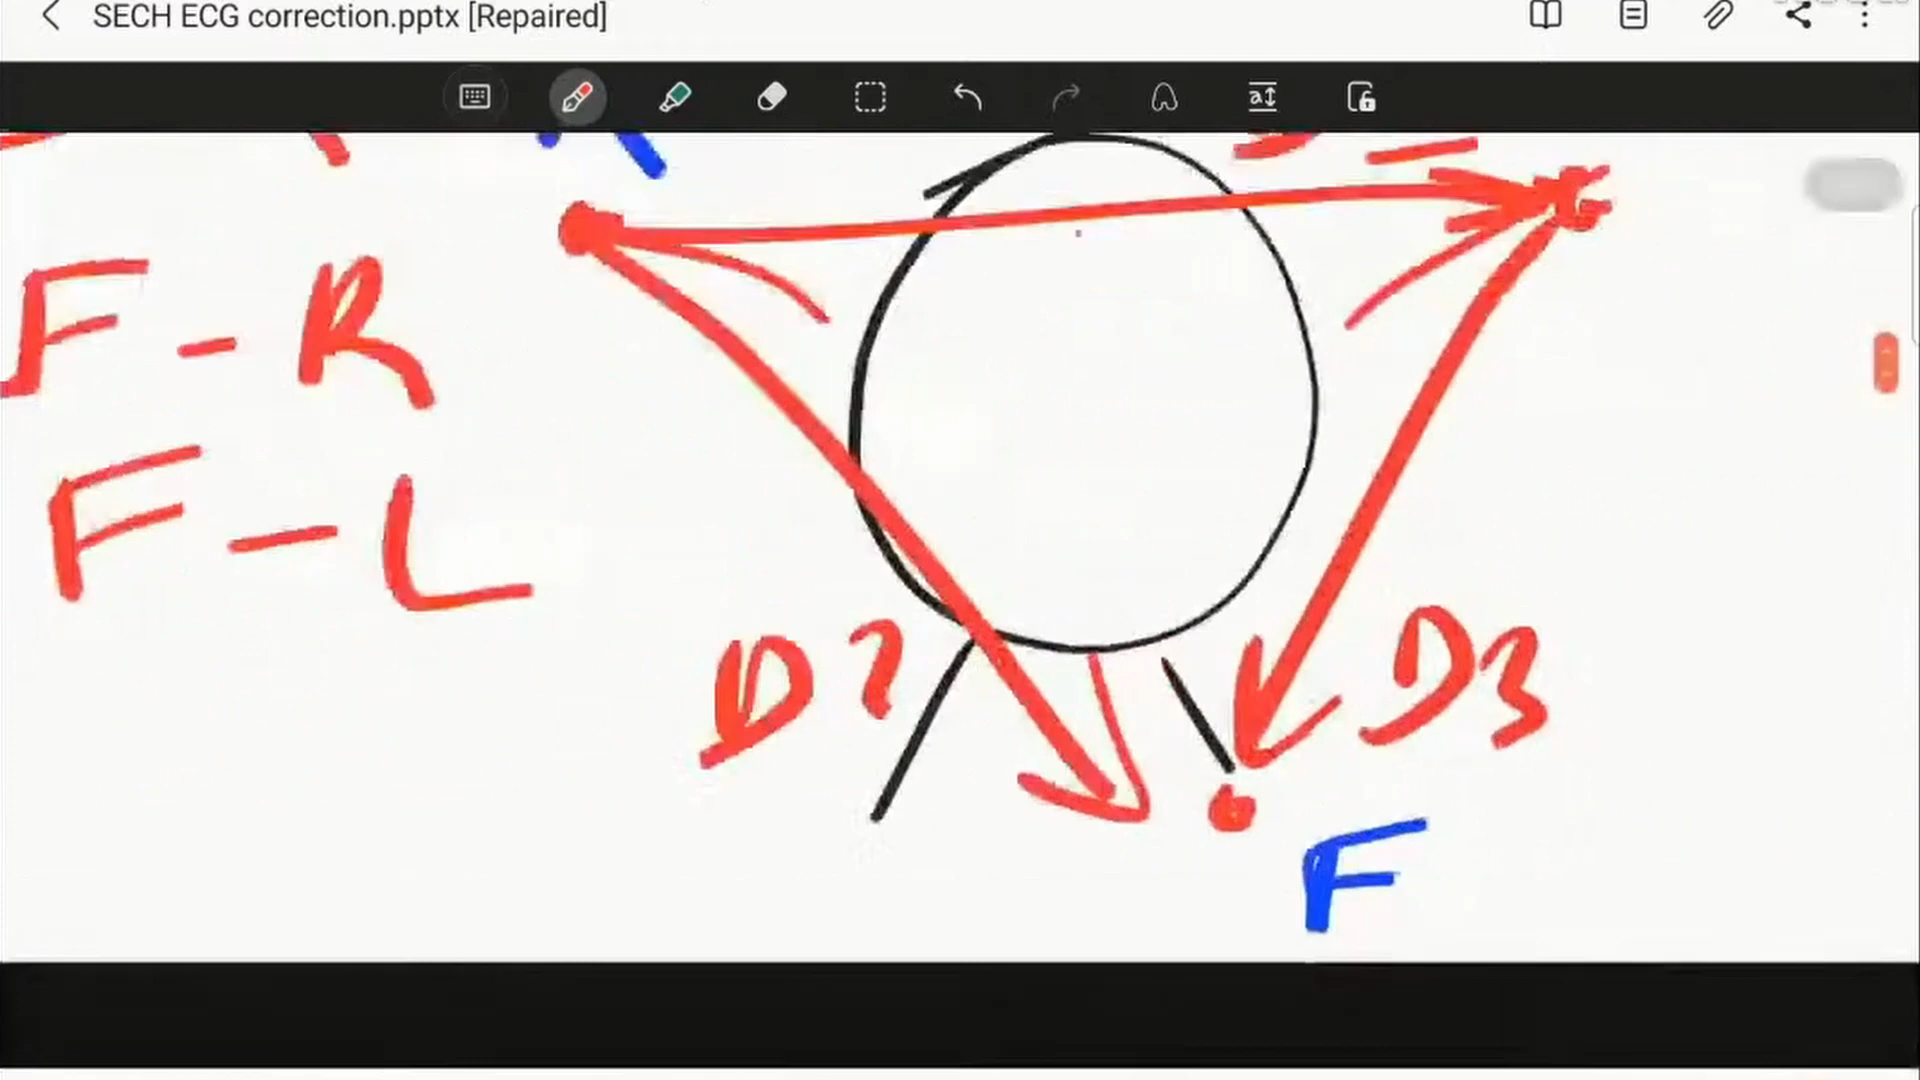 SECH ECG correction.pptx [Repaired]
F - R
F - L
D2
D3
F